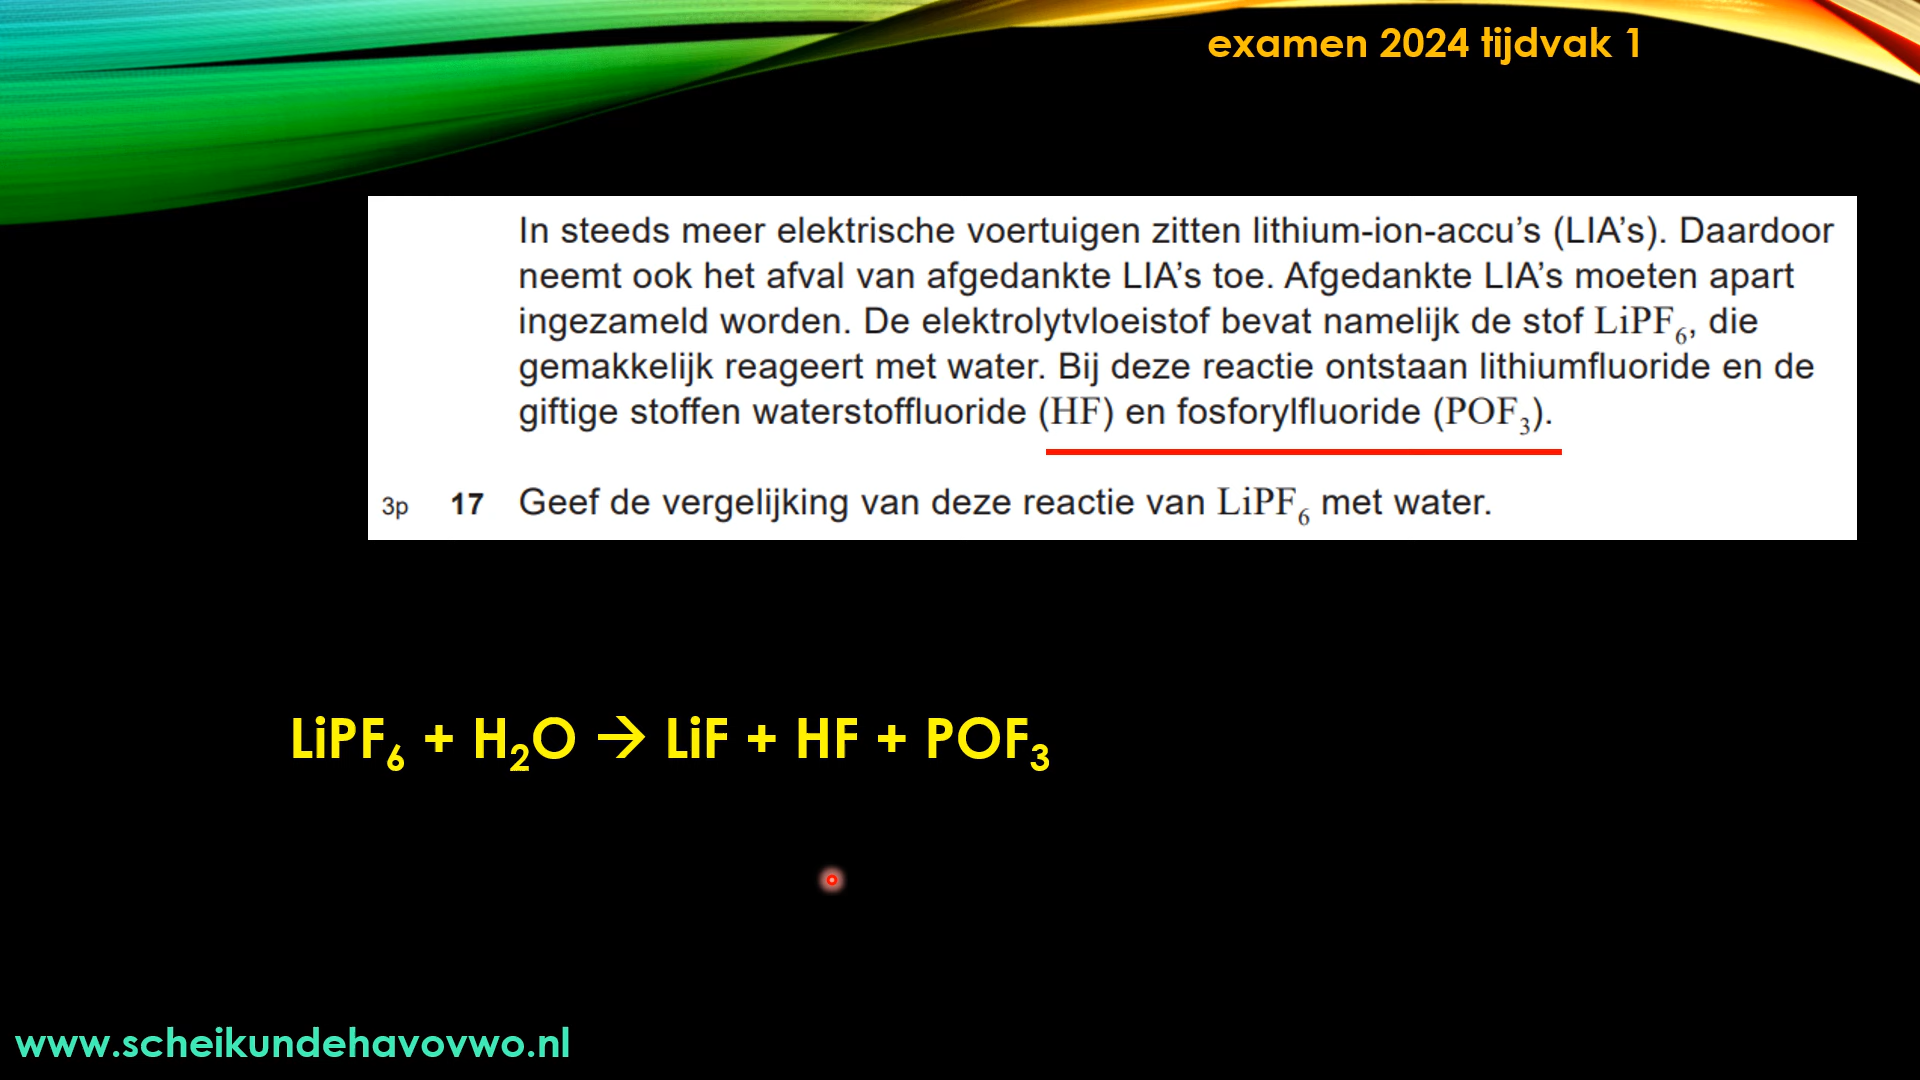 examen 2024 tijdvak 1
In steeds meer elektrische voertuigen zitten lithium-ion-accu's (LIA's). Daardoor
neemt ook het afval van afgedankte LIA's toe. Afgedankte LIA's moeten apart
ingezameld worden. De elektrolytvloeistof bevat namelijk de stof LiPF₆, die
gemakkelijk reageert met water. Bij deze reactie ontstaan lithiumfluoride en de
giftige stoffen waterstoffluoride (HF) en fosforylfluoride (POF₃).
3p 17 Geef de vergelijking van deze reactie van LiPF₆ met water.
LiPF₆ + H₂O → LiF + HF + POF₃
www.scheikundehavovwo.nl